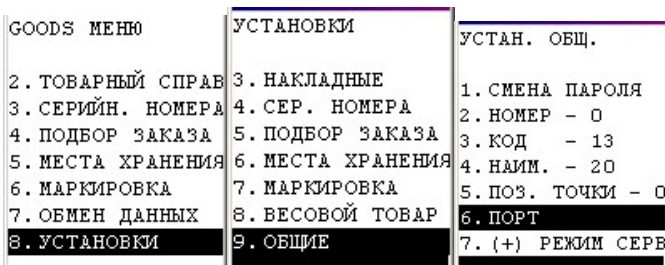 GOODS МЕНЮ
2.ТОВАРНЫЙ СПРАВ
3.СЕРИЙН. НОМЕРА
4.ПОДБОР ЗАКАЗА
5.МЕСТА ХРАНЕНИЯ
6.МАРКИРОВКА
7.ОБМЕН ДАННЫХ
8.УСТАНОВКИ
УСТАНОВКИ
3.НАКЛАДНЫЕ
4.СЕР. НОМЕРА
5.ПОДБОР ЗАКАЗА
6.МЕСТА ХРАНЕНИЯ
7.МАРКИРОВКА
8.ВЕСОВОЙ ТОВАР
9.ОБЩИЕ
УСТАН. ОБЩ.
1.СМЕНА ПАРОЛЯ
2.НОМЕР - 0
3.КОД - 13
4.НАИМ. - 20
5.ПОЗ. ТОЧКИ - 0
6.ПОРТ
7.(+) РЕЖИМ СЕРВ